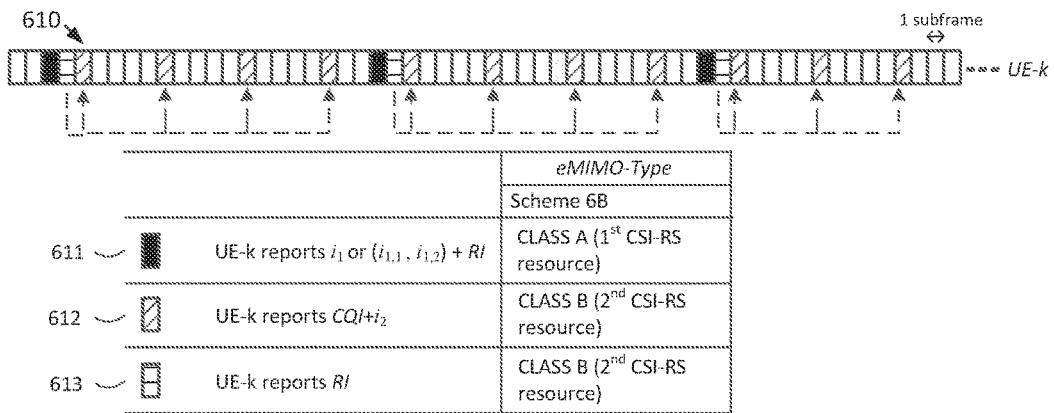 610
1 subframe
UE-k
eMIMO-Type
Scheme 6B
611 UE-k reports i1 or (i1,1 , i1,2) + RI CLASS A (1st CSI-RS
resource)
612 UE-k reports CQI+i2 CLASS B (2nd CSI-RS
resource)
613 UE-k reports RI CLASS B (2nd CSI-RS
resource)